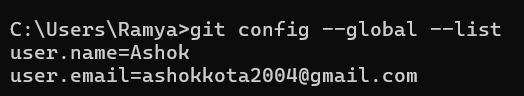 C:\Users\Ramya>git config --global --list
user.name=Ashok
user.email=ashokkota2004@gmail.com